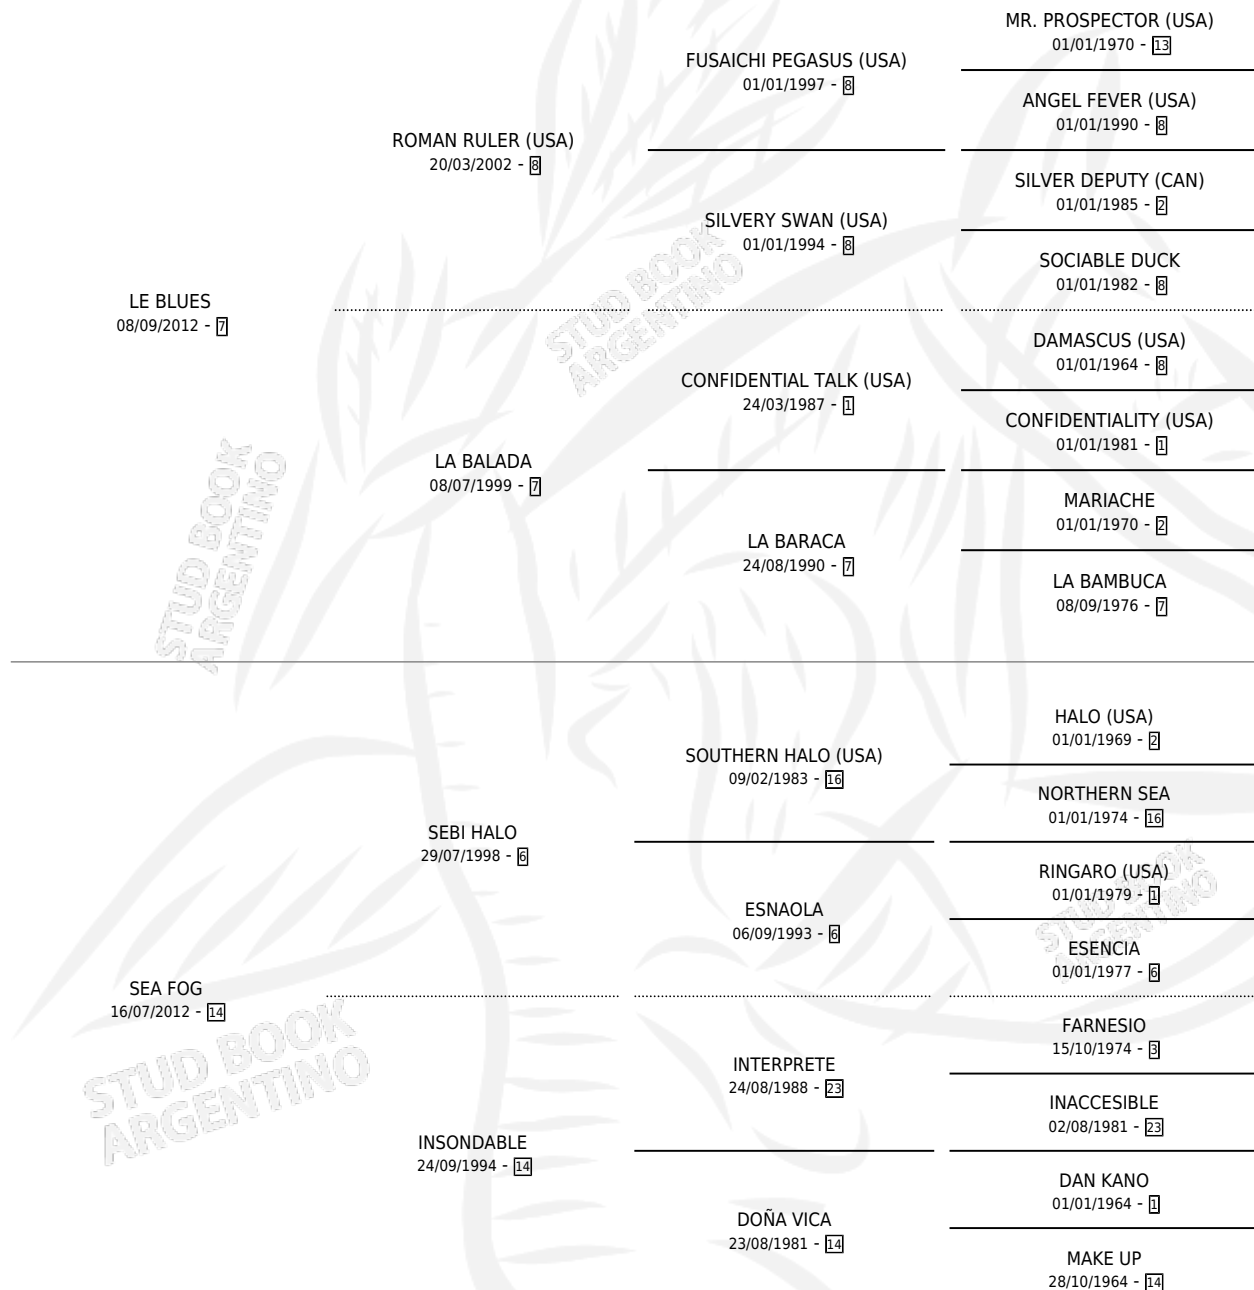 MR. PROSPECTOR (USA)
01/01/1970 - 13
FUSAICHI PEGASUS (USA)
01/01/1997 - 8
ANGEL FEVER (USA)
01/01/1990 - 8
ROMAN RULER (USA)
20/03/2002 - 8
SILVER DEPUTY (CAN)
01/01/1985 - 2
SILVERY SWAN (USA)
01/01/1994 - 8
SOCIABLE DUCK
01/01/1982 - 8
STUD BOOK
ARGENTINO
LE BLUES
08/09/2012 - 7
DAMASCUS (USA)
01/01/1964 - 8
CONFIDENTIAL TALK (USA)
24/03/1987 - 1
CONFIDENTIALITY (USA)
01/01/1981 - 1
LA BALADA
08/07/1999 - 7
MARIACHE
01/01/1970 - 2
LA BARACA
24/08/1990 - 7
LA BAMBUCA
08/09/1976 - 7
STUD BOOK
ARGENTINO
HALO (USA)
01/01/1969 - 2
SOUTHERN HALO (USA)
09/02/1983 - 16
NORTHERN SEA
01/01/1974 - 16
SEBI HALO
29/07/1998 - 6
RINGARO (USA)
01/01/1979 - 1
ESNAOLA
06/09/1993 - 6
STUD BOOK
ARGENTINO
ESENCIA
01/01/1977 - 6
SEA FOG
16/07/2012 - 14
STUD BOOK
ARGENTINO
FARNESIO
15/10/1974 - 3
INTERPRETE
24/08/1988 - 23
INACCESIBLE
02/08/1981 - 23
INSONDABLE
24/09/1994 - 14
DAN KANO
01/01/1964 - 1
DOÑA VICA
23/08/1981 - 14
MAKE UP
28/10/1964 - 14